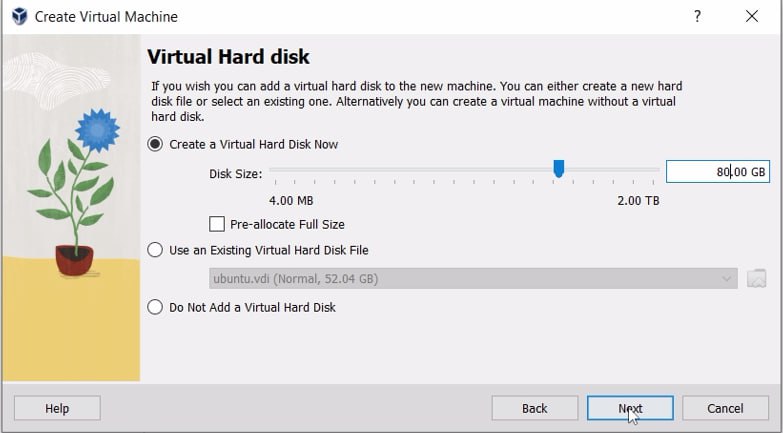 Create Virtual Machine
?
Virtual Hard disk
If you wish you can add a virtual hard disk to the new machine. You can either create a new hard
disk file or select an existing one. Alternatively you can create a virtual machine without a virtual
hard disk.
Create a Virtual Hard Disk Now
Disk Size:
80.00 GB
4.00 MB
2.00 TB
Pre-allocate Full Size
Use an Existing Virtual Hard Disk File
ubuntu.vdi (Normal, 52.04 GB)
Do Not Add a Virtual Hard Disk
Help
Back
Next
Cancel